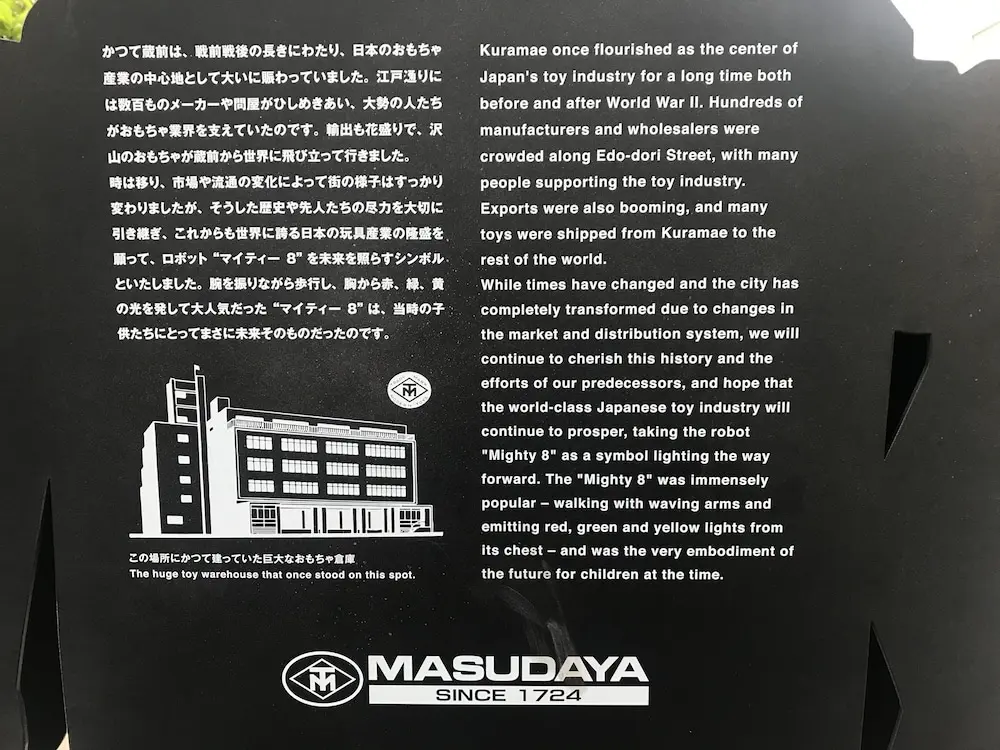 かつて蔵前は、戦前戦後の長きにわたり、日本のおもちゃ
産業の中心地として大いに賑わっていました。江戸通りに
は数百ものメーカーや問屋がひしめきあい、大勢の人たち
がおもちゃ業界を支えていたのです。輸出も花盛りで、沢
山のおもちゃが蔵前から世界に飛び立って行きました。
時は移り、市場や流通の変化によって街の様子はすっかり
変わりましたが、そうした歴史や先人たちの尽力を大切に
引き継ぎ、これからも世界に誇る日本の玩具産業の隆盛を
願って、ロボット “マイティー 8” を未来を照らすシンボル
といたしました。腕を振りながら歩行し、胸から赤、緑、黄
の光を発して大人気だった “マイティー 8” は、当時の子
供たちにとってまさに未来そのものだったのです。
TM
この場所にかつて建っていた巨大なおもちゃ倉庫
The huge toy warehouse that once stood on this spot.
Kuramae once flourished as the center of
Japan's toy industry for a long time both
before and after World War II. Hundreds of
manufacturers and wholesalers were
crowded along Edo-dori Street, with many
people supporting the toy industry.
Exports were also booming, and many
toys were shipped from Kuramae to the
rest of the world.
While times have changed and the city has
completely transformed due to changes in
the market and distribution system, we will
continue to cherish this history and the
efforts of our predecessors, and hope that
the world-class Japanese toy industry will
continue to prosper, taking the robot
"Mighty 8" as a symbol lighting the way
forward. The "Mighty 8" was immensely
popular – walking with waving arms and
emitting red, green and yellow lights from
its chest – and was the very embodiment of
the future for children at the time.
TM MASUDAYA
SINCE 1724